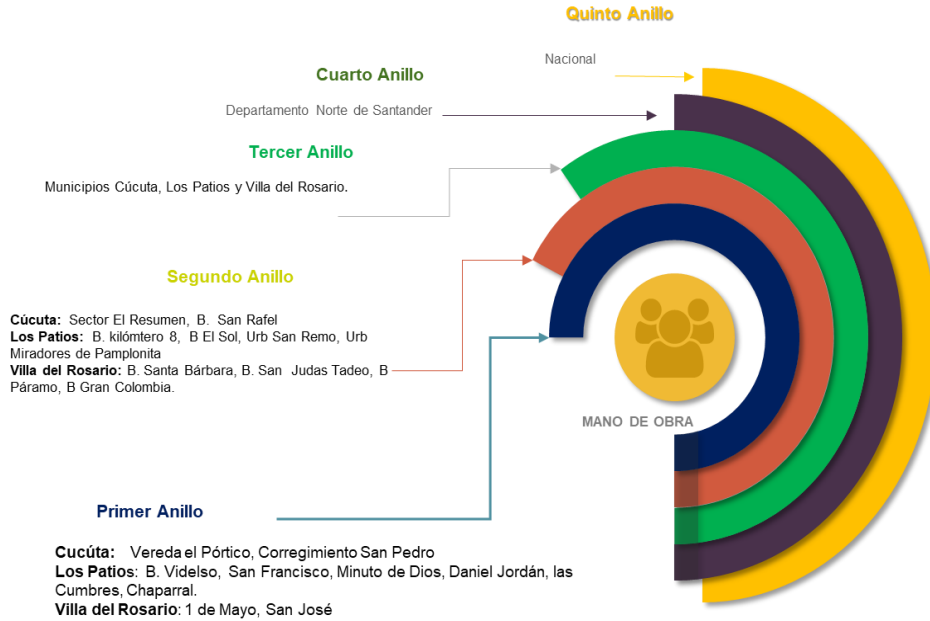 Quinto Anillo
Nacional
Cuarto Anillo
Departamento Norte de Santander
Tercer Anillo
Municipios Cúcuta, Los Patios y Villa del Rosario.
Segundo Anillo
Cúcuta: Sector El Resumen, B. San Rafel
Los Patios: B. kilómtero 8, B El Sol, Urb San Remo, Urb
Miradores de Pamplonita
Villa del Rosario: B. Santa Bárbara, B. San Judas Tadeo, B
Páramo, B Gran Colombia.
MANO DE OBRA
Primer Anillo
Cucúta: Vereda el Pórtico, Corregimiento San Pedro
Los Patios: B. Videlso, San Francisco, Minuto de Dios, Daniel Jordán, las
Cumbres, Chaparral.
Villa del Rosario: 1 de Mayo, San José